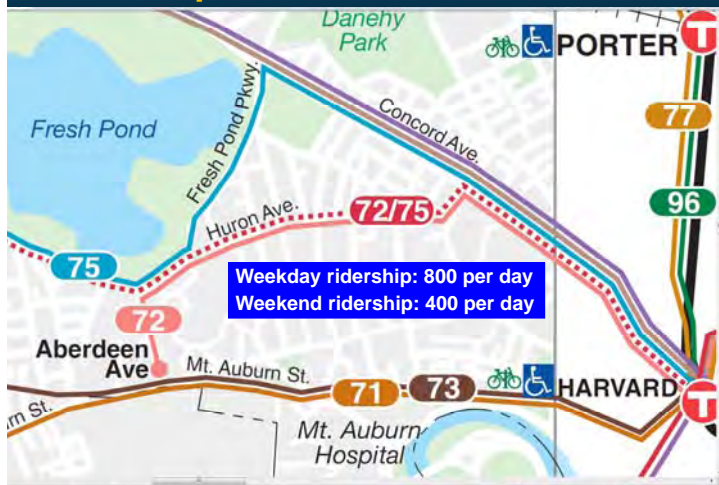 Danehy
Park
PORTER
T
77
Concord Ave.
Fresh Pond
Fresh Pond Pkwy.
96
72/75
Huron Ave.
75
Weekday ridership: 800 per day
Weekend ridership: 400 per day
72
Aberdeen
Ave
Mt. Auburn St.
71
73
HARVARD
T
rn St.
Mt. Auburn
Hospital